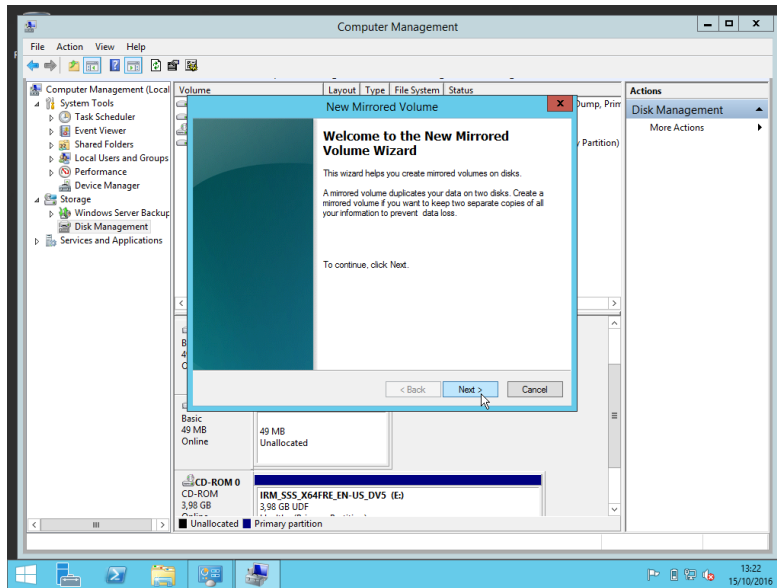 Computer Management
File Action View Help
Computer Management (Local
System Tools
Task Scheduler
Event Viewer
Shared Folders
Local Users and Groups
Performance
Device Manager
Storage
Windows Server Backup
Disk Management
Services and Applications
Volume Layout Type File System Status
Dump, Prim
Partition)
Actions
Disk Management
More Actions
New Mirrored Volume
Welcome to the New Mirrored
Volume Wizard
This wizard helps you create mirrored volumes on disks.
A mirrored volume duplicates your data on two disks. Create a
mirrored volume if you want to keep two separate copies of all
your information to prevent data loss.
To continue, click Next.
< Back Next > Cancel
Basic
49 MB
Online
49 MB
Unallocated
CD-ROM 0
CD-ROM
3,98 GB
IRM_SSS_X64FRE_EN-US_DV5 (E:)
3,98 GB UDF
Unallocated Primary partition
13:22
15/10/2016